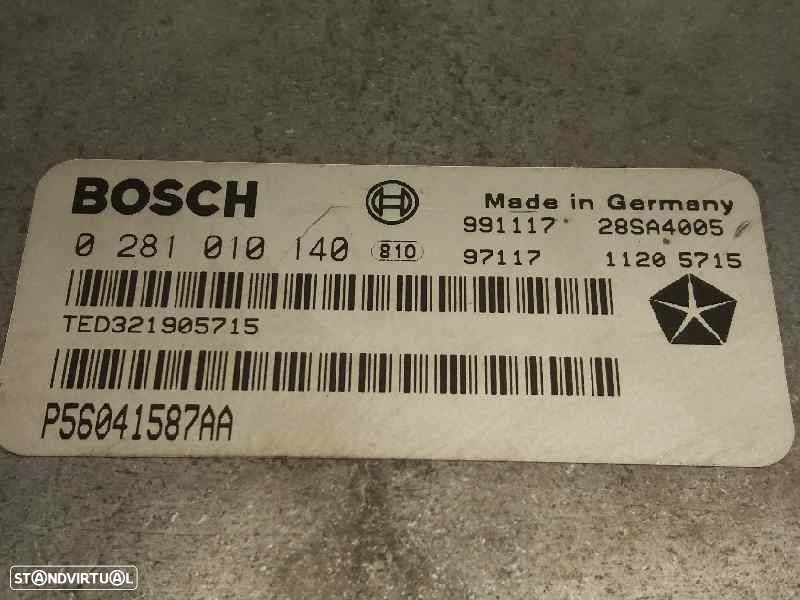 BOSCH
Made in Germany
991117 28SA4005
0 281 010 140 810
97117 1120 5715
TED321905715
P56041587AA
STANDVIRTUAL